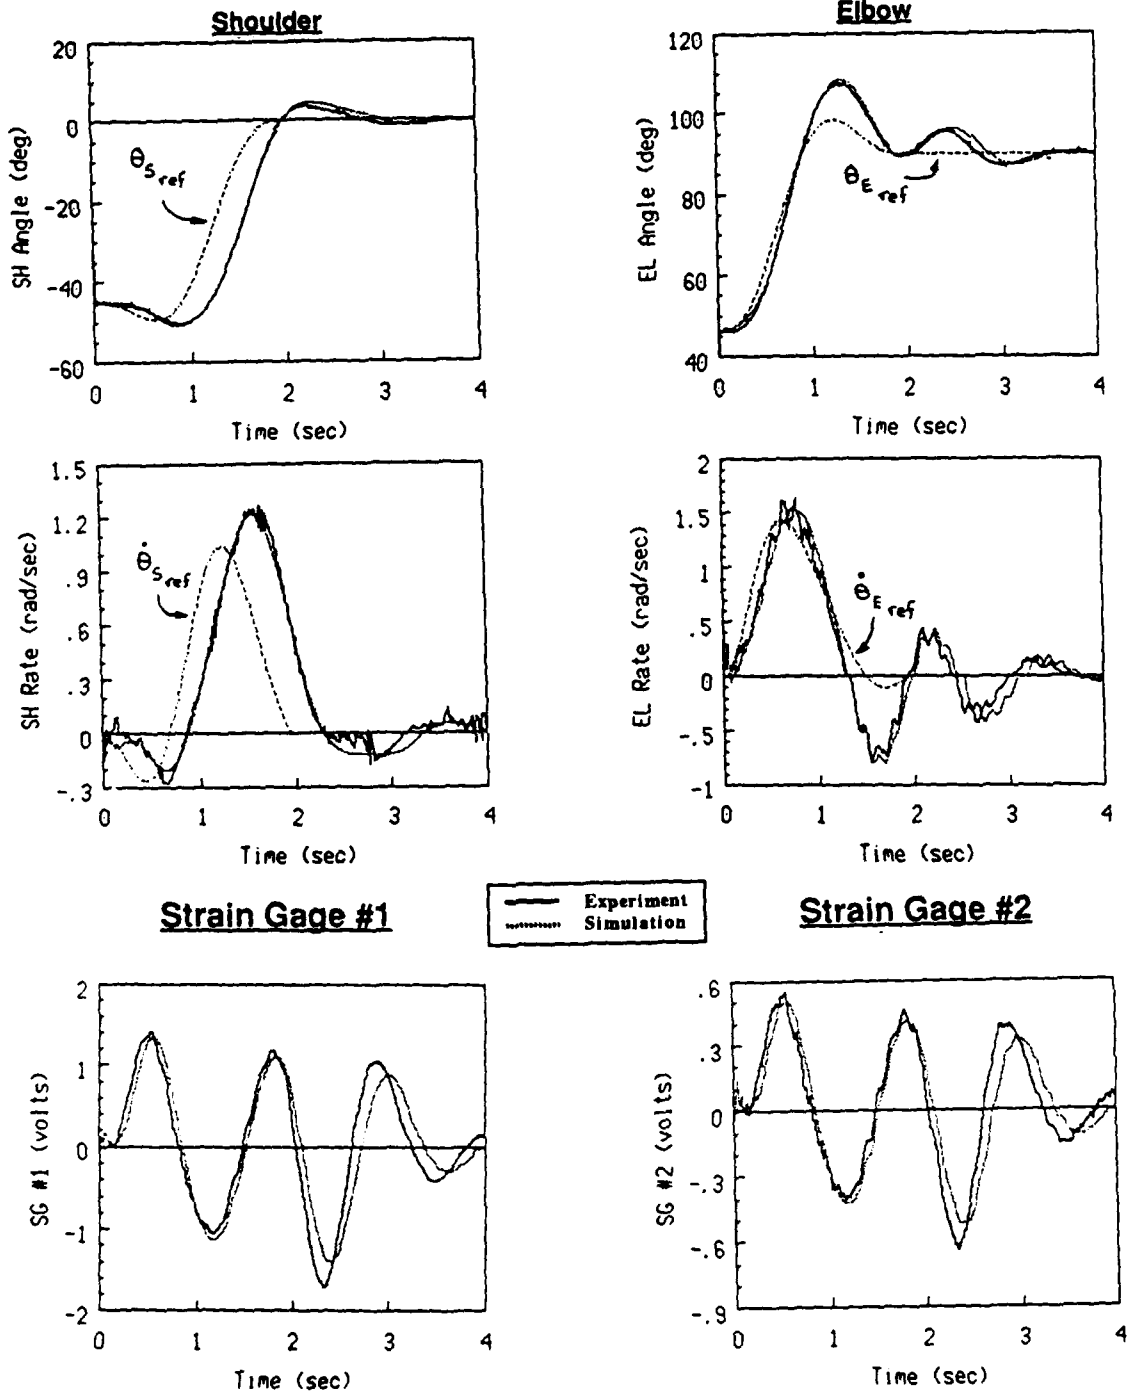 Shoulder
Elbow
20
0
-20
-40
-60
SH Angle (deg)
θS ref
0 1 2 3 4
Time (sec)
120
100
80
60
40
EL Angle (deg)
θE ref
0 1 2 3 4
Time (sec)
1.5
1.2
.9
.6
.3
0
-.3
SH Rate (rad/sec)
θ̇S ref
0 1 2 3 4
Time (sec)
2
1.5
1
.5
0
-.5
-1
EL Rate (rad/sec)
θ̇E ref
0 1 2 3 4
Time (sec)
Experiment
Simulation
Strain Gage #1
Strain Gage #2
2
1
0
-1
-2
SG #1 (volts)
0 1 2 3 4
Time (sec)
.6
.3
0
-.3
-.6
-.9
SG #2 (volts)
0 1 2 3 4
Time (sec)